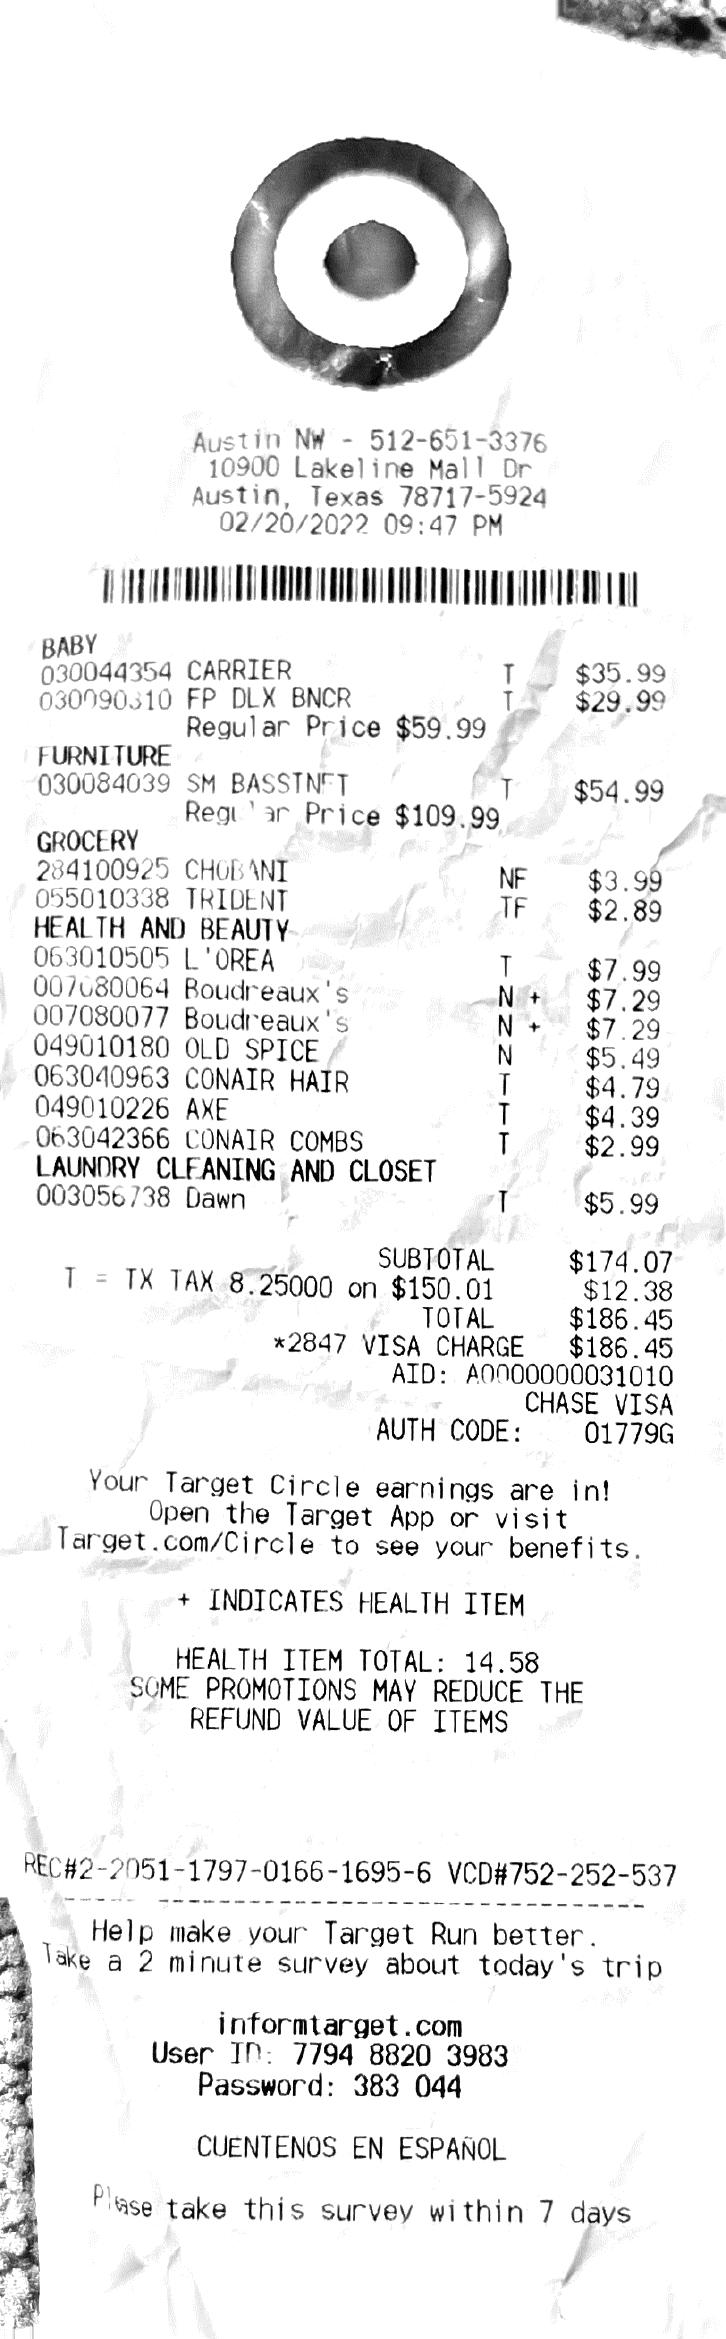 Austin NW - 512-651-3376
10900 Lakeline Mall Dr
Austin, Texas 78717-5924
02/20/2022 09:47 PM
BABY
030044354 CARRIER T $35.99
030090310 FP DLX BNCR T $29.99
Regular Price $59.99
FURNITURE
030084039 SM BASSINET T $54.99
Regular Price $109.99
GROCERY
284100925 CHOBANI NF $3.99
055010338 TRIDENT TF $2.89
HEALTH AND BEAUTY
063010505 L'OREA T $7.99
007080064 Boudreaux's N + $7.29
007080077 Boudreaux's N + $7.29
049010180 OLD SPICE N $5.49
063040963 CONAIR HAIR T $4.79
049010226 AXE T $4.39
063042366 CONAIR COMBS T $2.99
LAUNDRY CLEANING AND CLOSET
003056738 Dawn T $5.99
SUBTOTAL $174.07
T = TX TAX 8.25000 on $150.01 $12.38
TOTAL $186.45
*2847 VISA CHARGE $186.45
AID: A0000000031010
CHASE VISA
AUTH CODE: 01779G
Your Target Circle earnings are in!
Open the Target App or visit
Target.com/Circle to see your benefits.
+ INDICATES HEALTH ITEM
HEALTH ITEM TOTAL: 14.58
SOME PROMOTIONS MAY REDUCE THE
REFUND VALUE OF ITEMS
REC#2-2051-1797-0166-1695-6 VCD#752-252-537
Help make your Target Run better.
Take a 2 minute survey about today's trip
informtarget.com
User ID: 7794 8820 3983
Password: 383 044
CUENTENOS EN ESPAÑOL
Please take this survey within 7 days